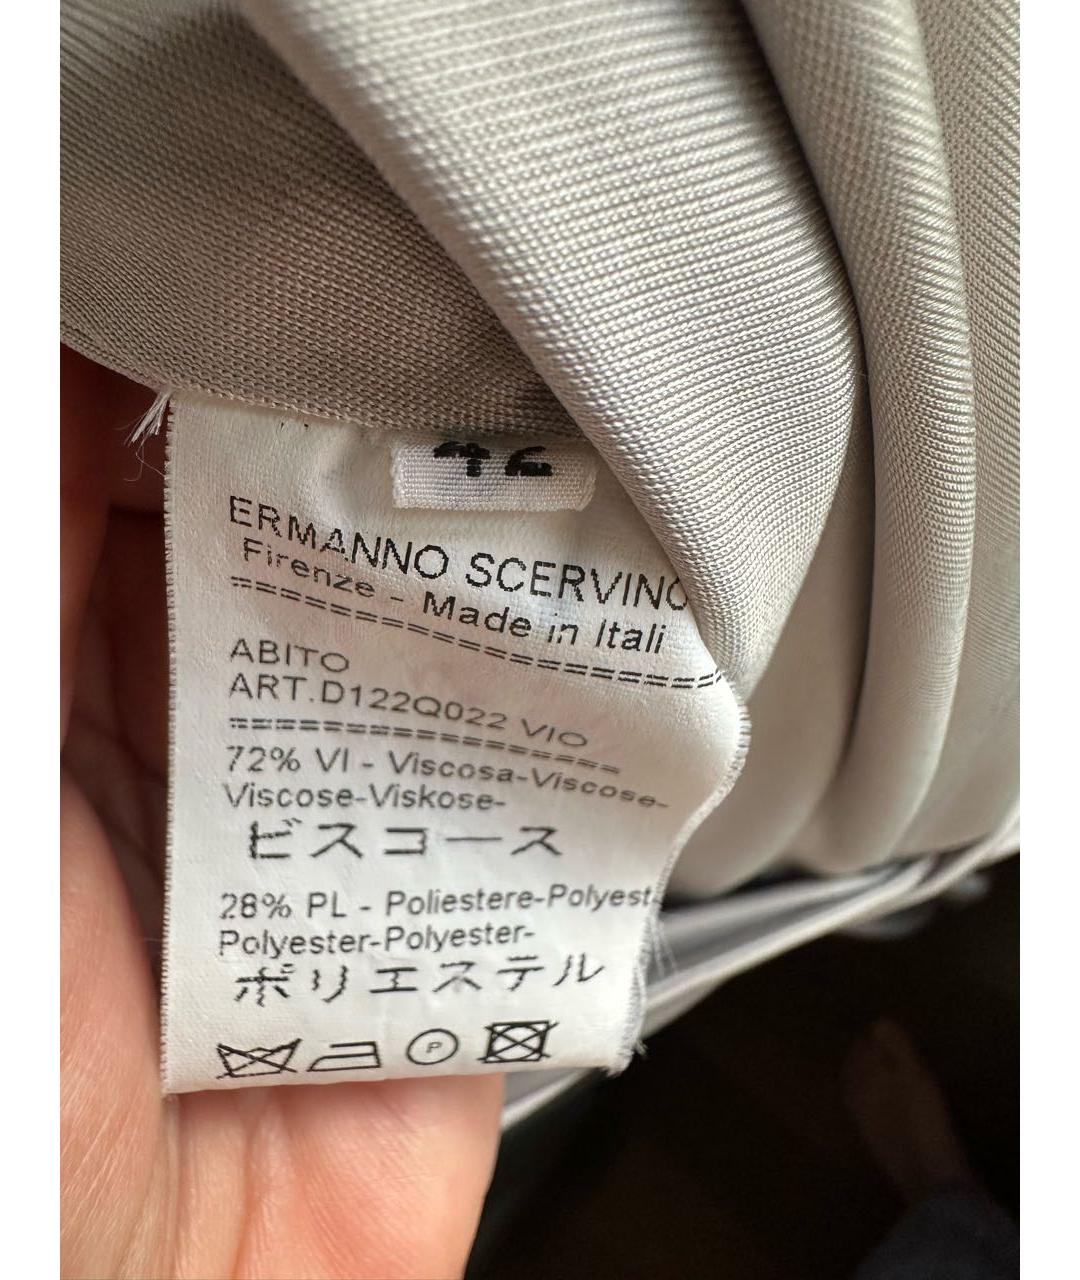 ERMANNO SCERVINO
Firenze - Made in Itali
====================
ABITO
ART.D122Q022 VIO
====================
72% VI - Viscosa-Viscose-
Viscose-Viskose-
ビスコース
28% PL - Poliestere-Polyest
Polyester-Polyester-
ポリエステル
P